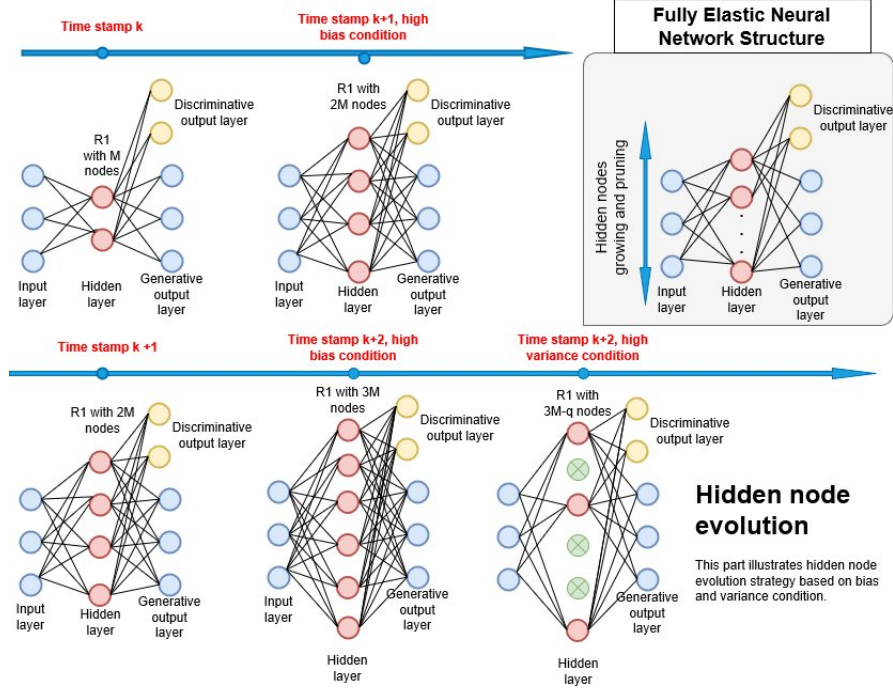 Time stamp k
Time stamp k+1, high
bias condition
Fully Elastic Neural
Network Structure
R1
with M
nodes
Discriminative
output layer
R1 with
2M nodes
Discriminative
output layer
Input
layer
Hidden
layer
Generative
output layer
Input
layer
Hidden
layer
Generative
output layer
Hidden nodes
growing and pruning
Discriminative
output layer
Input
layer
Hidden
layer
Generative
output layer
Time stamp k +1
Time stamp k+2, high
bias condition
Time stamp k+2, high
variance condition
R1 with 2M
nodes
Discriminative
output layer
R1 with 3M
nodes
Discriminative
output layer
R1 with
3M-q nodes
Discriminative
output layer
Input
layer
Hidden
layer
Generative
output layer
Input
layer
Hidden
layer
Generative
output layer
Input
layer
Hidden
layer
Generative
output layer
Hidden node
evolution
This part illustrates hidden node
evolution strategy based on bias
and variance condition.